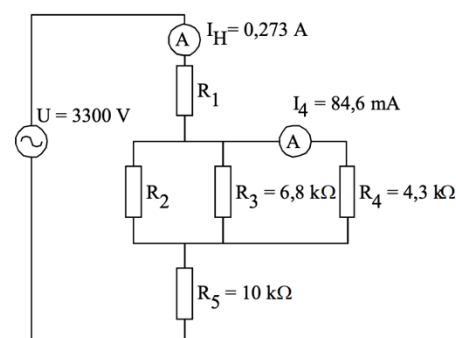 A
I_H = 0,273 A
R_1
U = 3300 V
I_4 = 84,6 mA
A
R_2
R_3 = 6,8 kΩ
R_4 = 4,3 kΩ
R_5 = 10 kΩ